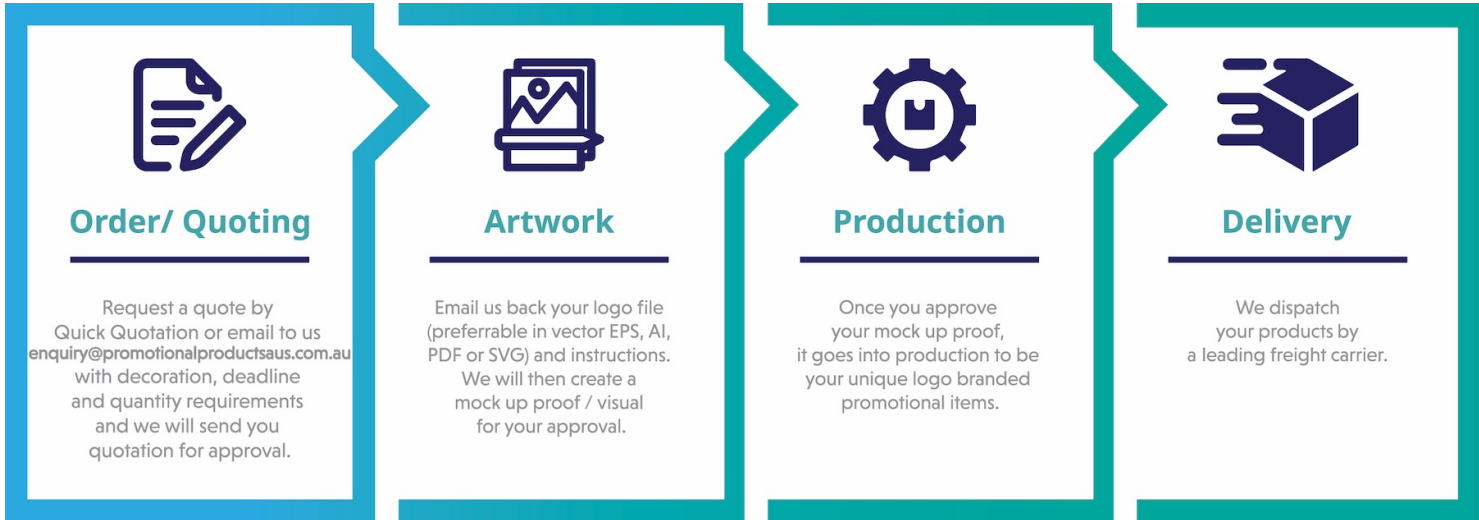 Order/ Quoting
Request a quote by
Quick Quotation or email to us
enquiry@promotionalproductsaus.com.au
with decoration, deadline
and quantity requirements
and we will send you
quotation for approval.
Artwork
Email us back your logo file
(preferrable in vector EPS, AI,
PDF or SVG) and instructions.
We will then create a
mock up proof / visual
for your approval.
Production
Once you approve
your mock up proof,
it goes into production to be
your unique logo branded
promotional items.
Delivery
We dispatch
your products by
a leading freight carrier.